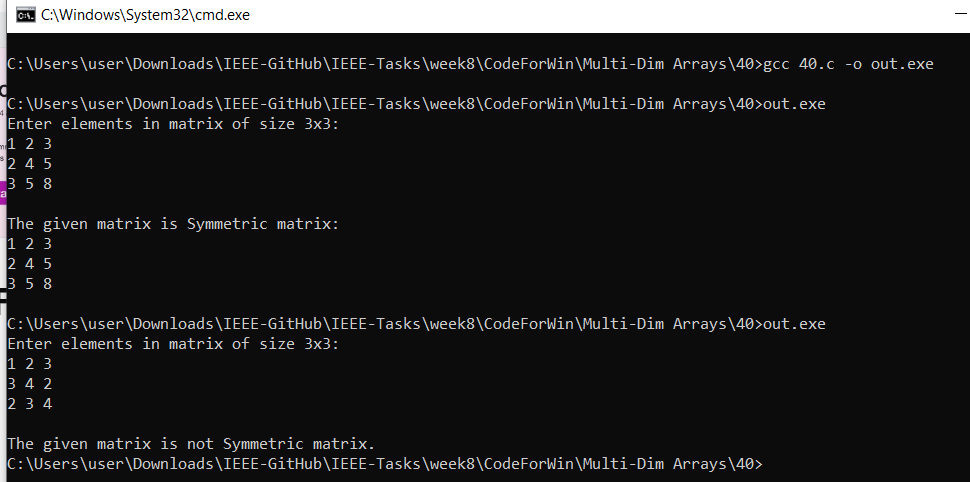 C:\Windows\System32\cmd.exe
C:\Users\user\Downloads\IEEE-GitHub\IEEE-Tasks\week8\CodeForWin\Multi-Dim Arrays\40>gcc 40.c -o out.exe
C:\Users\user\Downloads\IEEE-GitHub\IEEE-Tasks\week8\CodeForWin\Multi-Dim Arrays\40>out.exe
Enter elements in matrix of size 3x3:
1 2 3
2 4 5
3 5 8
The given matrix is Symmetric matrix:
1 2 3
2 4 5
3 5 8
C:\Users\user\Downloads\IEEE-GitHub\IEEE-Tasks\week8\CodeForWin\Multi-Dim Arrays\40>out.exe
Enter elements in matrix of size 3x3:
1 2 3
3 4 2
2 3 4
The given matrix is not Symmetric matrix.
C:\Users\user\Downloads\IEEE-GitHub\IEEE-Tasks\week8\CodeForWin\Multi-Dim Arrays\40>